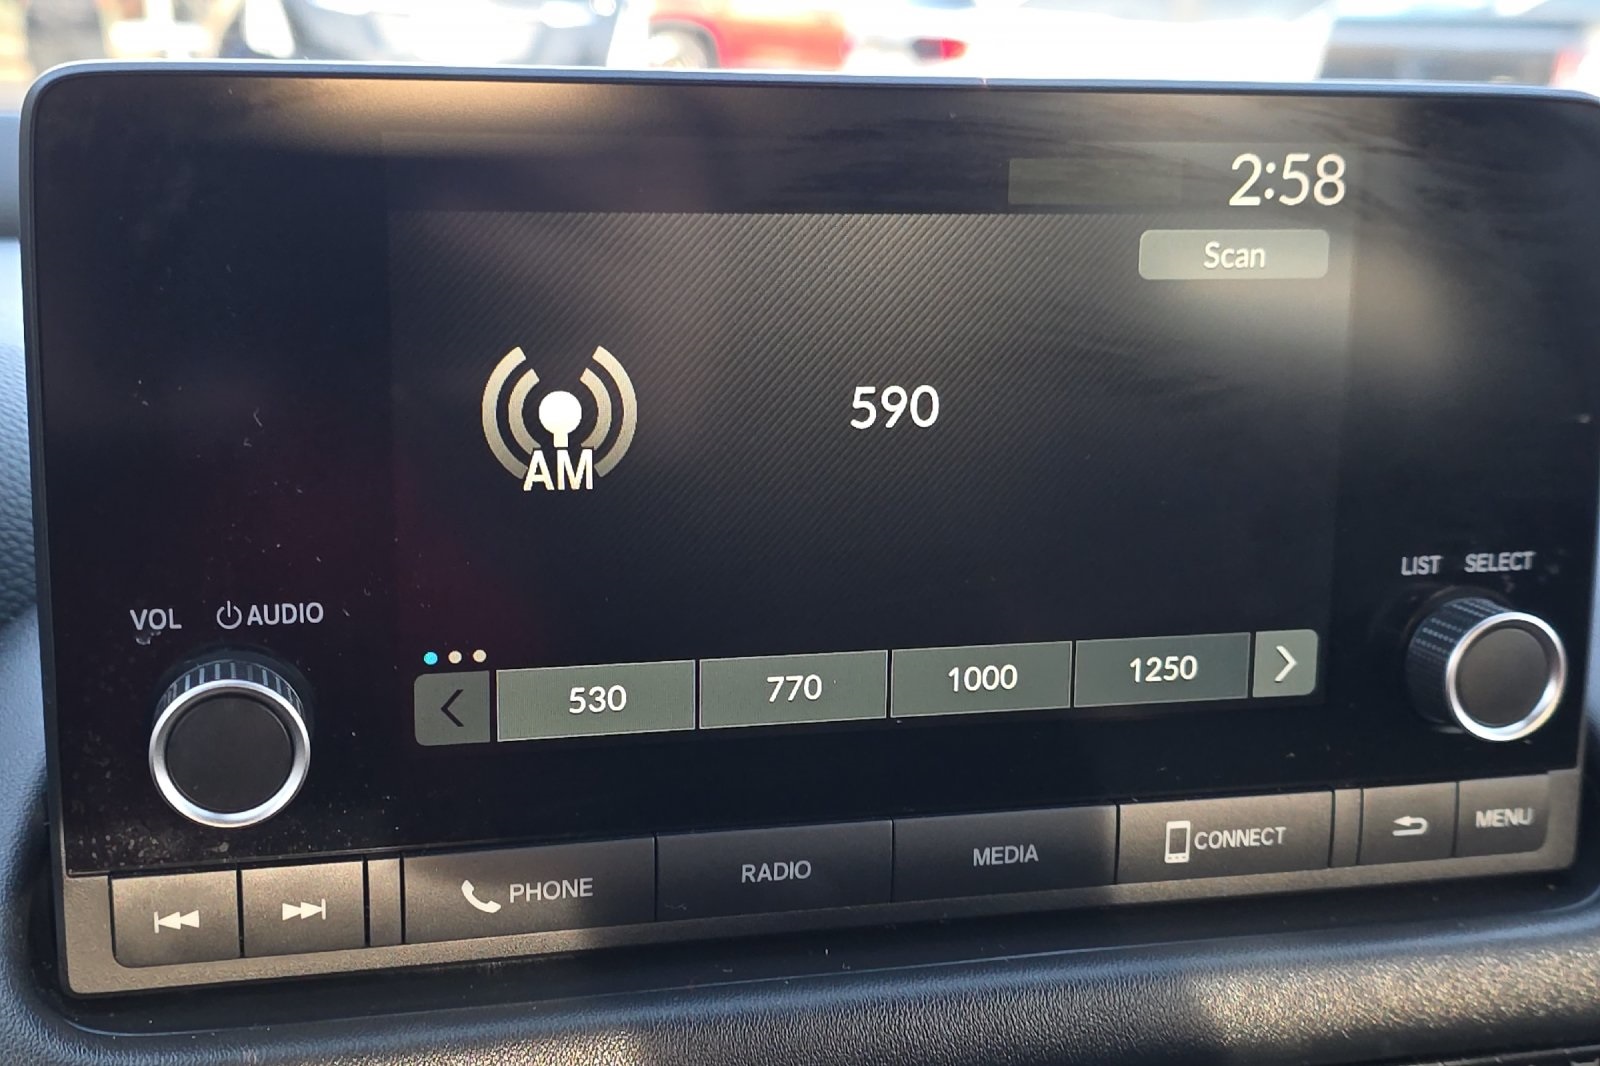 2:58
Scan
590
AM
LIST SELECT
VOL AUDIO
530 770 1000 1250
PHONE RADIO MEDIA CONNECT MENU